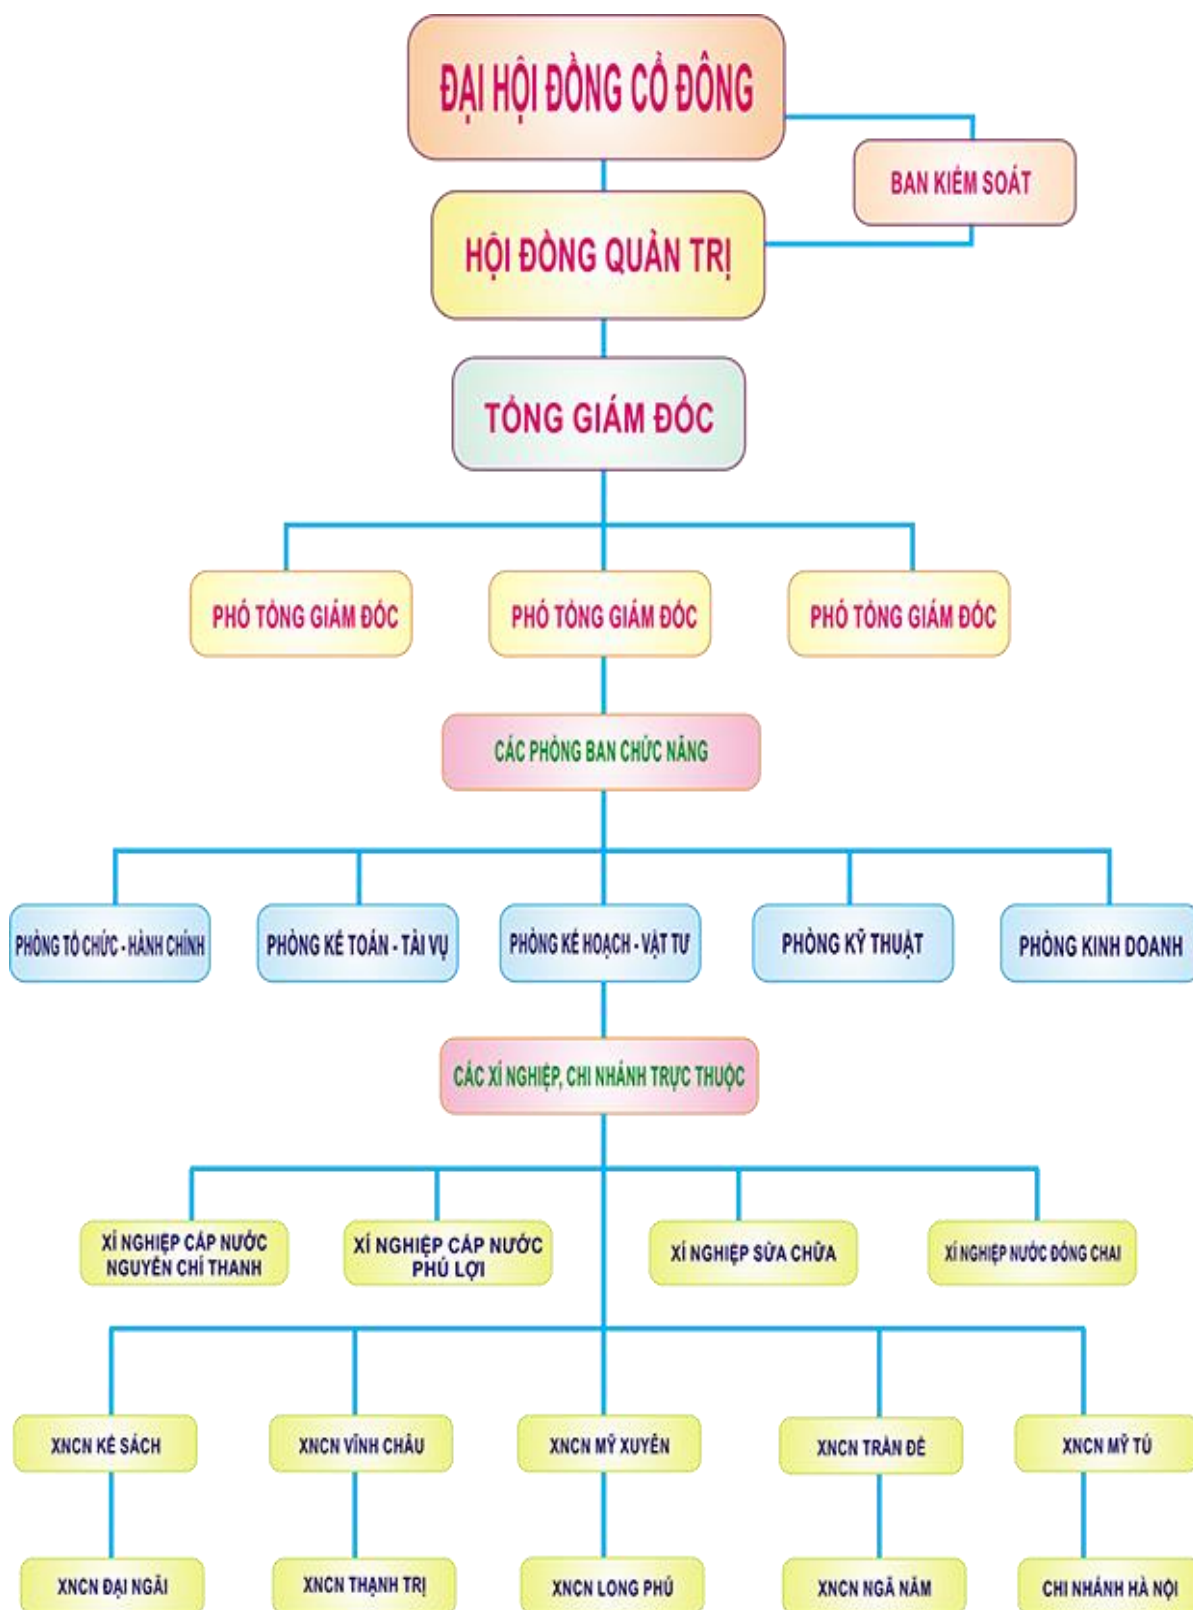 ĐẠI HỘI ĐỒNG CỔ ĐÔNG
BAN KIỂM SOÁT
HỘI ĐỒNG QUẢN TRỊ
TỔNG GIÁM ĐỐC
PHÓ TỔNG GIÁM ĐỐC
PHÓ TỔNG GIÁM ĐỐC
PHÓ TỔNG GIÁM ĐỐC
CÁC PHÒNG BAN CHỨC NĂNG
PHÒNG TỔ CHỨC - HÀNH CHÍNH
PHÒNG KẾ TOÁN - TÀI VỤ
PHÒNG KẾ HOẠCH - VẬT TƯ
PHÒNG KỸ THUẬT
PHÒNG KINH DOANH
CÁC XÍ NGHIỆP, CHI NHÁNH TRỰC THUỘC
XÍ NGHIỆP CẤP NƯỚC
NGUYỄN CHÍ THANH
XÍ NGHIỆP CẤP NƯỚC
PHÚ LỢI
XÍ NGHIỆP SỬA CHỮA
XÍ NGHIỆP NƯỚC ĐÓNG CHAI
XNCN KẾ SÁCH
XNCN VĨNH CHÂU
XNCN MỸ XUYÊN
XNCN TRẦN ĐỀ
XNCN MỸ TÚ
XNCN ĐẠI NGÃI
XNCN THẠNH TRỊ
XNCN LONG PHÚ
XNCN NGÃ NĂM
CHI NHÁNH HÀ NỘI